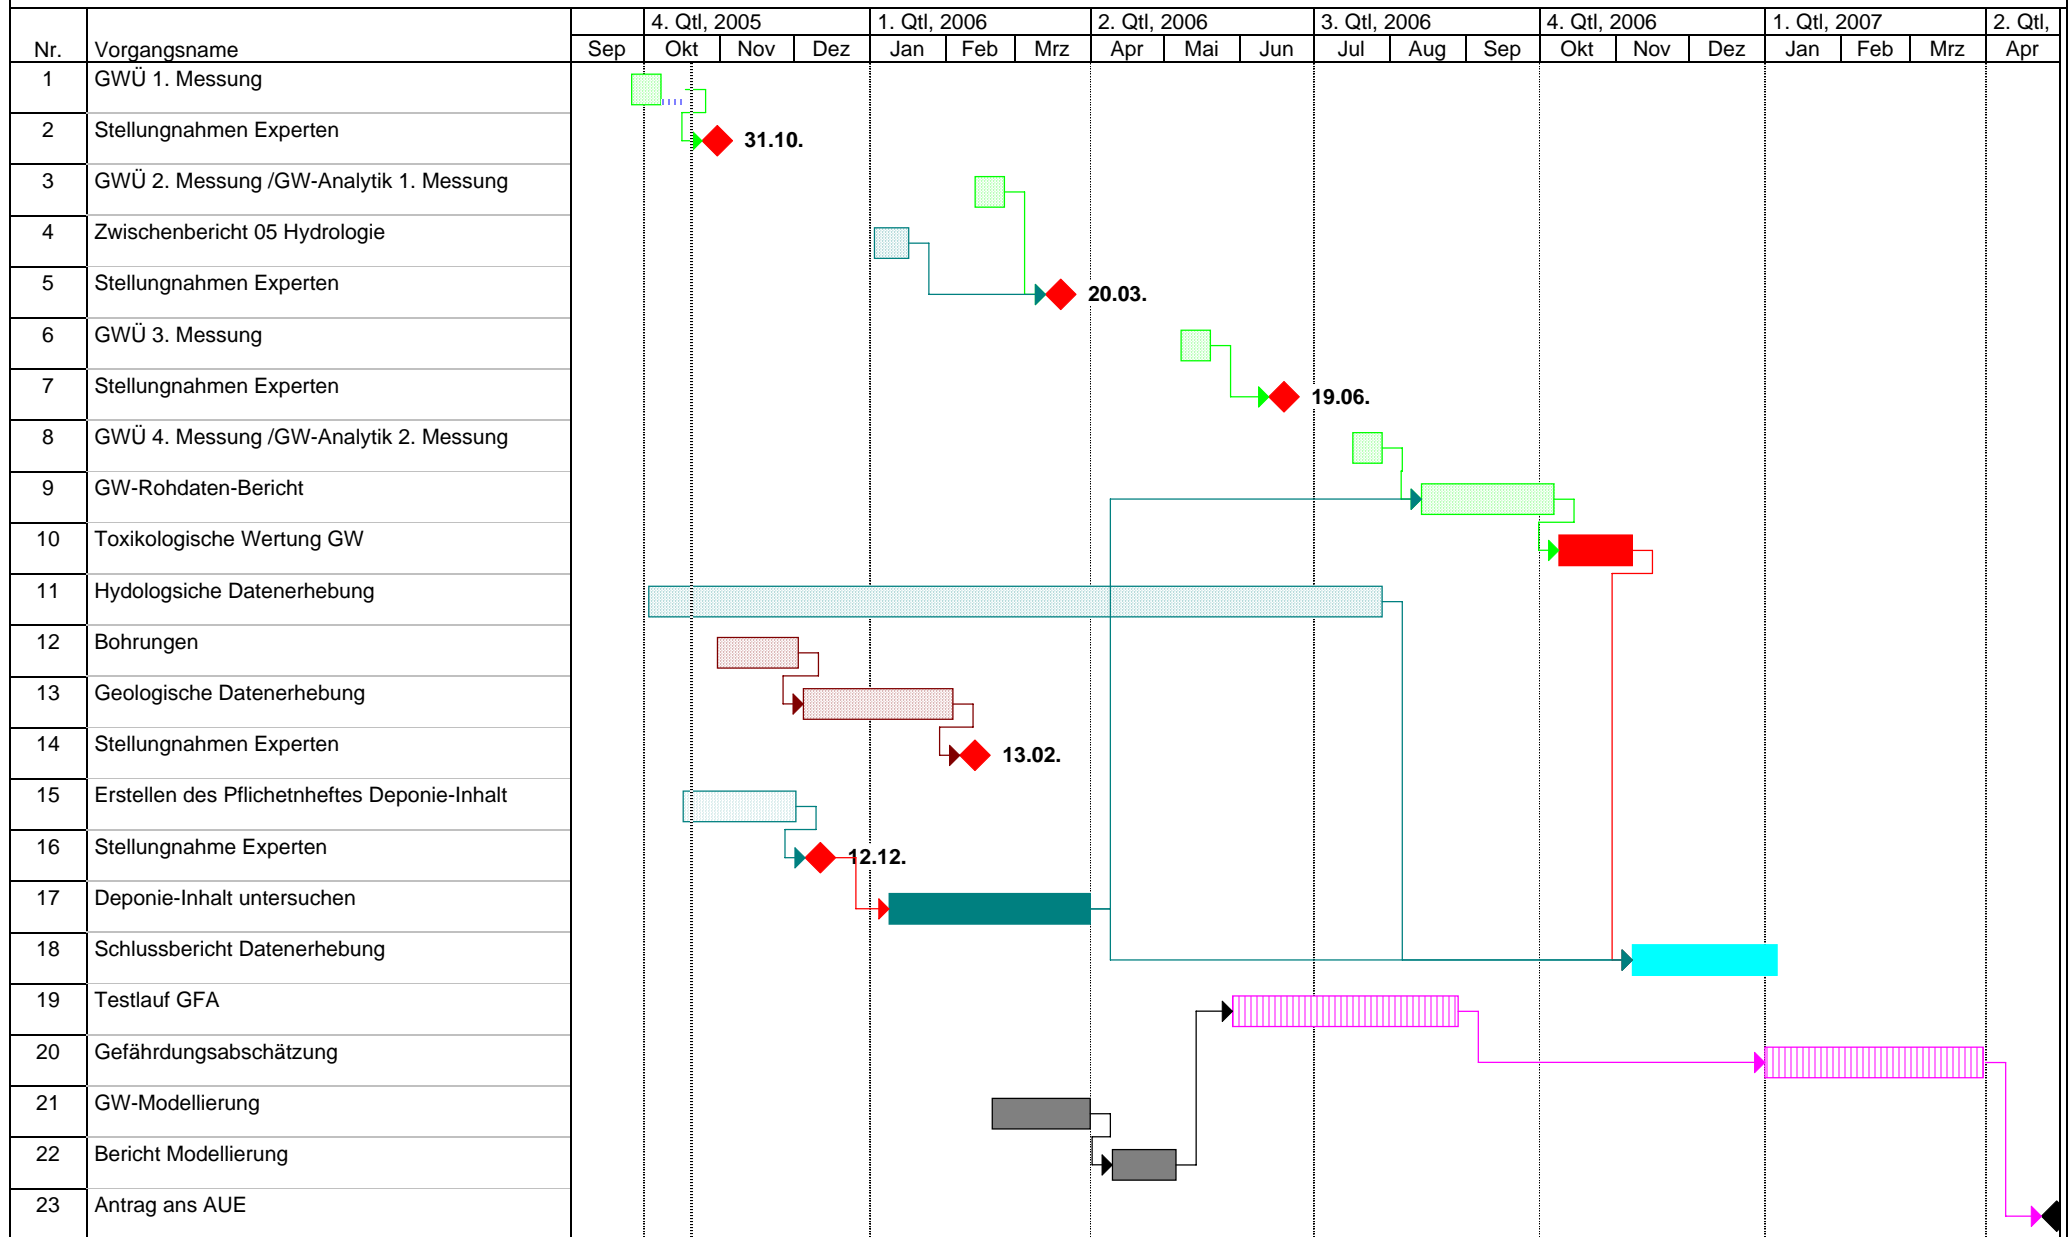 4. Qtl, 2005 1. Qtl, 2006 2. Qtl, 2006 3. Qtl, 2006 4. Qtl, 2006 1. Qtl, 2007 2. Qtl,
Nr. Vorgangsname Sep Okt Nov Dez Jan Feb Mrz Apr Mai Jun Jul Aug Sep Okt Nov Dez Jan Feb Mrz Apr
1 GWÜ 1. Messung
2 Stellungnahmen Experten 31.10.
3 GWÜ 2. Messung /GW-Analytik 1. Messung
4 Zwischenbericht 05 Hydrologie
5 Stellungnahmen Experten 20.03.
6 GWÜ 3. Messung
7 Stellungnahmen Experten 19.06.
8 GWÜ 4. Messung /GW-Analytik 2. Messung
9 GW-Rohdaten-Bericht
10 Toxikologische Wertung GW
11 Hydologsiche Datenerhebung
12 Bohrungen
13 Geologische Datenerhebung
14 Stellungnahmen Experten 13.02.
15 Erstellen des Pflichetnheftes Deponie-Inhalt
16 Stellungnahme Experten 12.12.
17 Deponie-Inhalt untersuchen
18 Schlussbericht Datenerhebung
19 Testlauf GFA
20 Gefährdungsabschätzung
21 GW-Modellierung
22 Bericht Modellierung
23 Antrag ans AUE